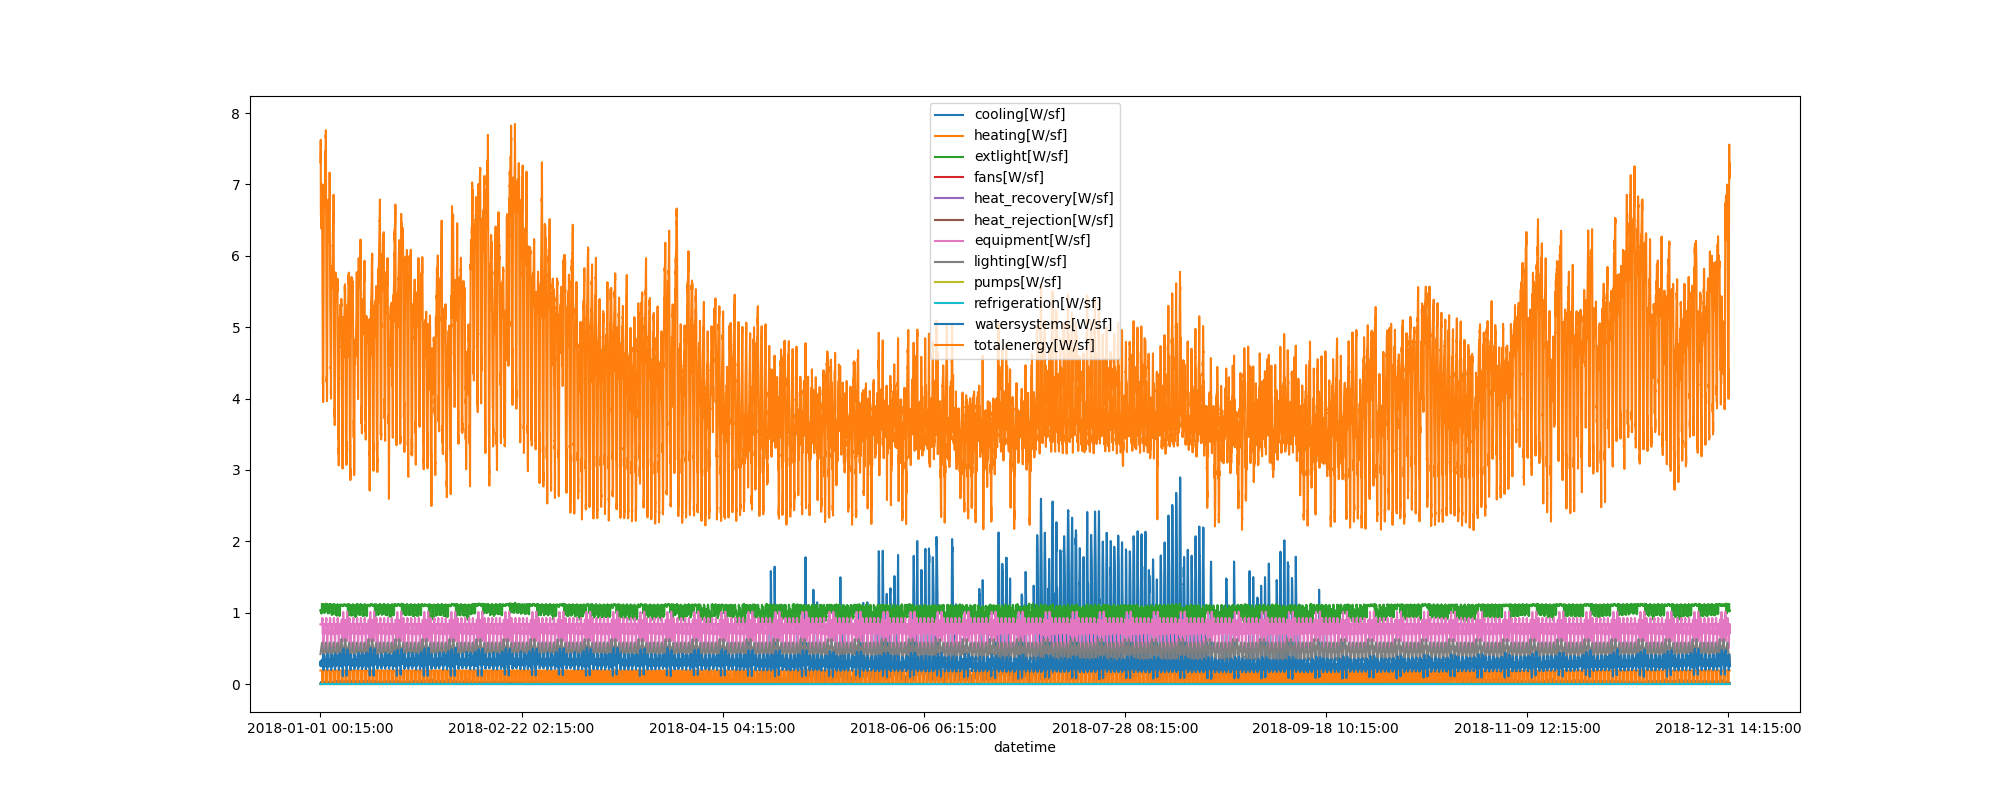 8
7
6
5
4
3
2
1
0
cooling[W/sf]
heating[W/sf]
extlight[W/sf]
fans[W/sf]
heat_recovery[W/sf]
heat_rejection[W/sf]
equipment[W/sf]
lighting[W/sf]
pumps[W/sf]
refrigeration[W/sf]
watersystems[W/sf]
totalenergy[W/sf]
2018-01-01 00:15:00 2018-02-22 02:15:00 2018-04-15 04:15:00 2018-06-06 06:15:00 2018-07-28 08:15:00 2018-09-18 10:15:00 2018-11-09 12:15:00 2018-12-31 14:15:00
datetime